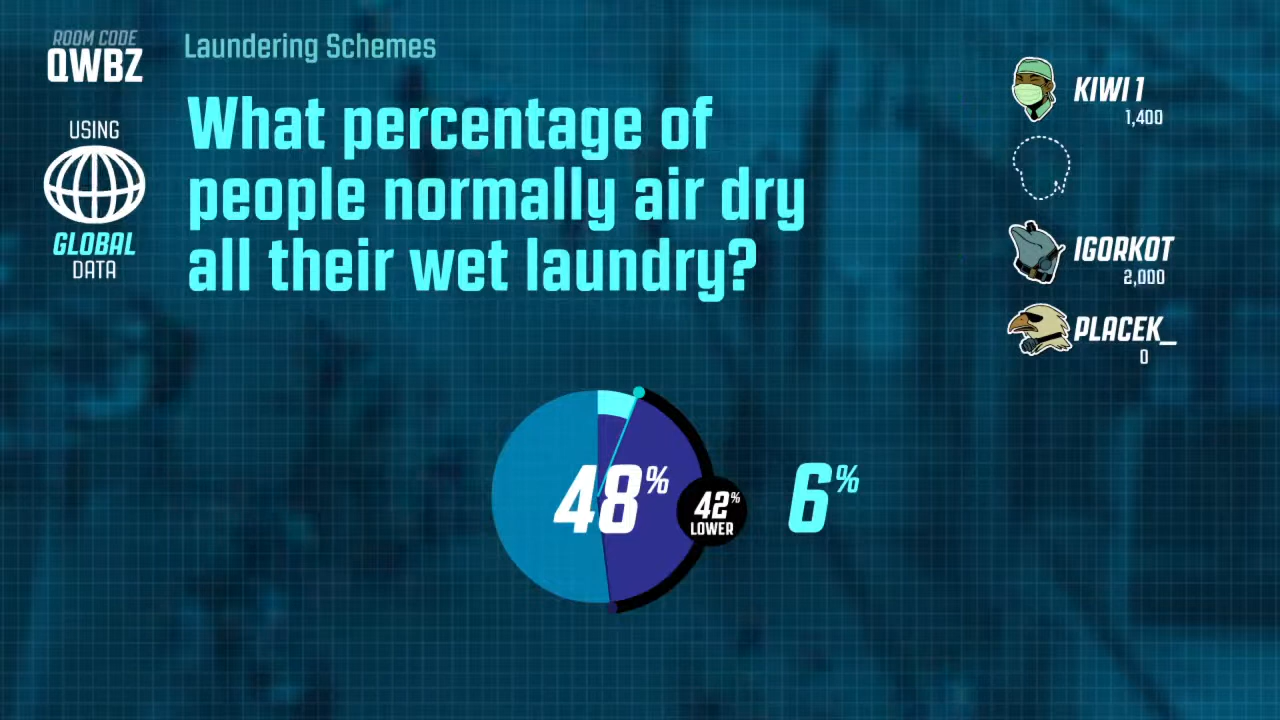 ROOM CODE
QWBZ
Laundering Schemes
What percentage of
people normally air dry
all their wet laundry?
USING
GLOBAL
DATA
KIWI 1
1,400
IGORKOT
2,000
PLACEK_
0
48%
42%
LOWER
6%